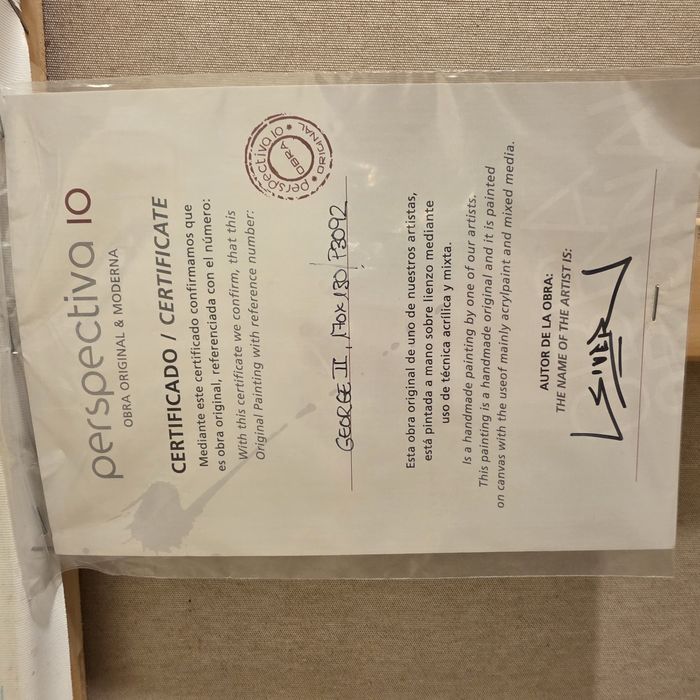 perspectiva 10
OBRA ORIGINAL & MODERNA
CERTIFICADO / CERTIFICATE
Mediante este certificado confirmamos que
es obra original, referenciada con el número:
With this certificate we confirm, that this
Original Painting with reference number:
perspectiva 10
OBRA
ORIGINAL
GEORGE II, 170X130 P3092
Esta obra original de uno de nuestros artistas,
está pintada a mano sobre lienzo mediante
uso de técnica acrílica y mixta.
Is a handmade painting by one of our artists.
This painting is a handmade original and it is painted
on canvas with the useof mainly acrylpaint and mixed media.
AUTOR DE LA OBRA:
THE NAME OF THE ARTIST IS: